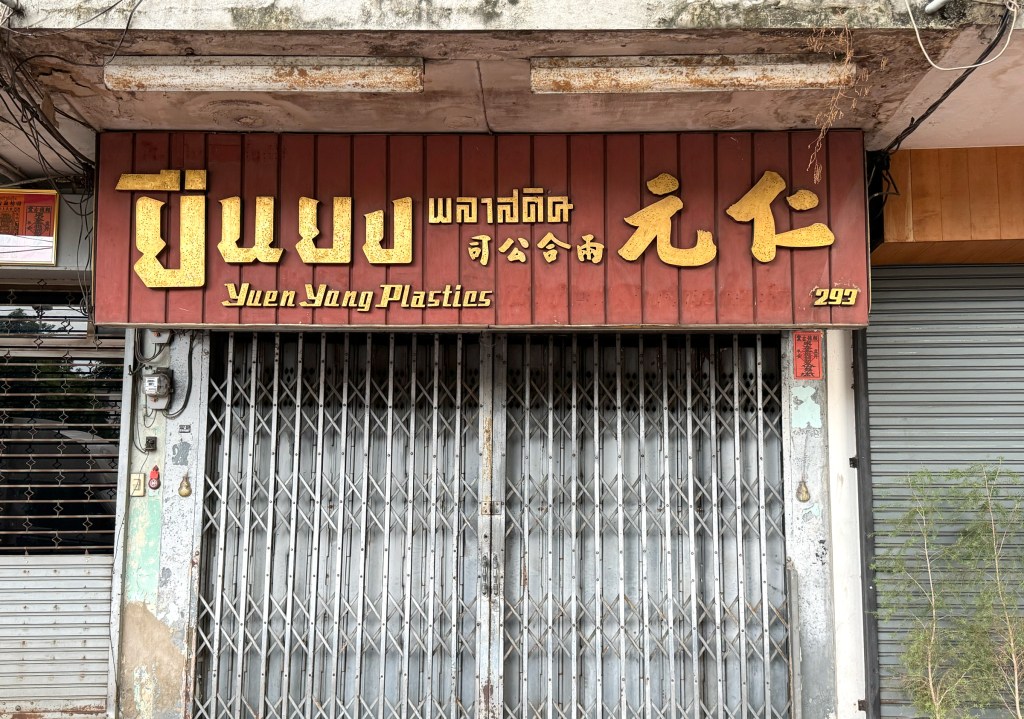 ยืนยง พลาสติค
仁元 兩合公司
Yuen Yang Plastics
293